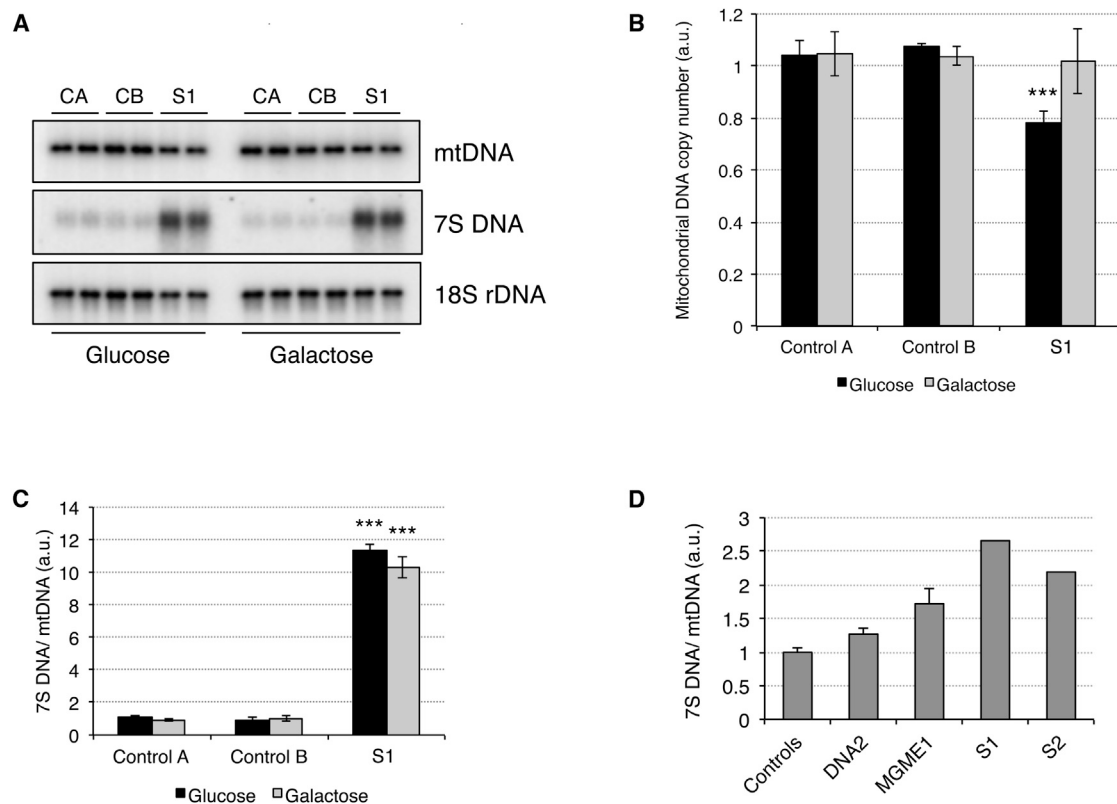 A
CA CB S1 CA CB S1
mtDNA
7S DNA
18S rDNA
Glucose Galactose
B
Mitochondrial DNA copy number (a.u.)
1.2
1
0.8
0.6
0.4
0.2
0
***
Control A Control B S1
Glucose Galactose
C
7S DNA/ mtDNA (a.u.)
14
12
10
8
6
4
2
0
*** ***
Control A Control B S1
Glucose Galactose
D
7S DNA/ mtDNA (a.u.)
3
2.5
2
1.5
1
0.5
0
Controls DNA2 MGME1 S1 S2